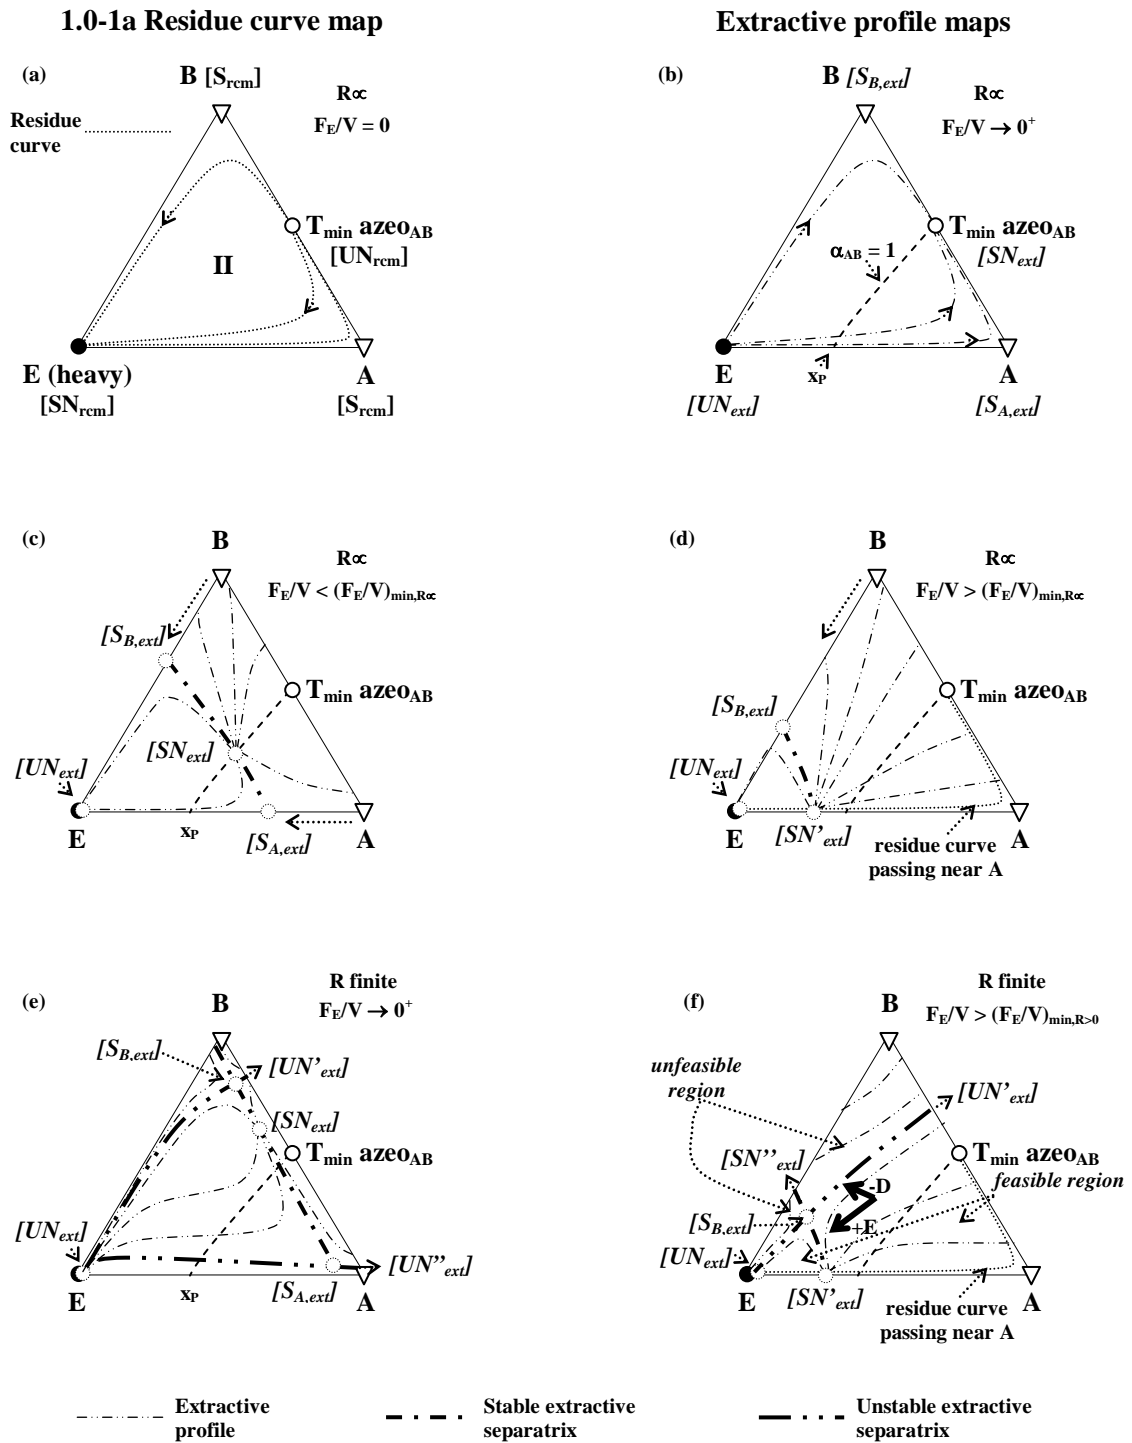 1.0-1a Residue curve map
Extractive profile maps
(a)
B [S_rcm]
R∝
F_E/V = 0
Residue
curve
T_min azeo_AB
[UN_rcm]
II
E (heavy)
[SN_rcm]
A
[S_rcm]
(b)
B [S_B,ext]
R∝
F_E/V → 0⁺
T_min azeo_AB
[SN_ext]
α_AB = 1
E
[UN_ext]
x_P
A
[S_A,ext]
(c)
B
R∝
F_E/V < (F_E/V)_min,R∝
[S_B,ext]
T_min azeo_AB
[SN_ext]
[UN_ext]
E
x_P
[S_A,ext]
A
(d)
B
R∝
F_E/V > (F_E/V)_min,R∝
[S_B,ext]
T_min azeo_AB
[UN_ext]
E
[SN'_ext]
A
residue curve
passing near A
(e)
B
R finite
F_E/V → 0⁺
[S_B,ext]
[UN'_ext]
[SN_ext]
T_min azeo_AB
[UN_ext]
[UN''_ext]
E
x_P
[S_A,ext]
A
(f)
B
R finite
F_E/V > (F_E/V)_min,R>0
unfeasible
region
[UN'_ext]
[SN''_ext]
T_min azeo_AB
feasible region
-D
[S_B,ext]
+E
[UN_ext]
E
[SN'_ext]
A
residue curve
passing near A
Extractive
profile
Stable extractive
separatrix
Unstable extractive
separatrix